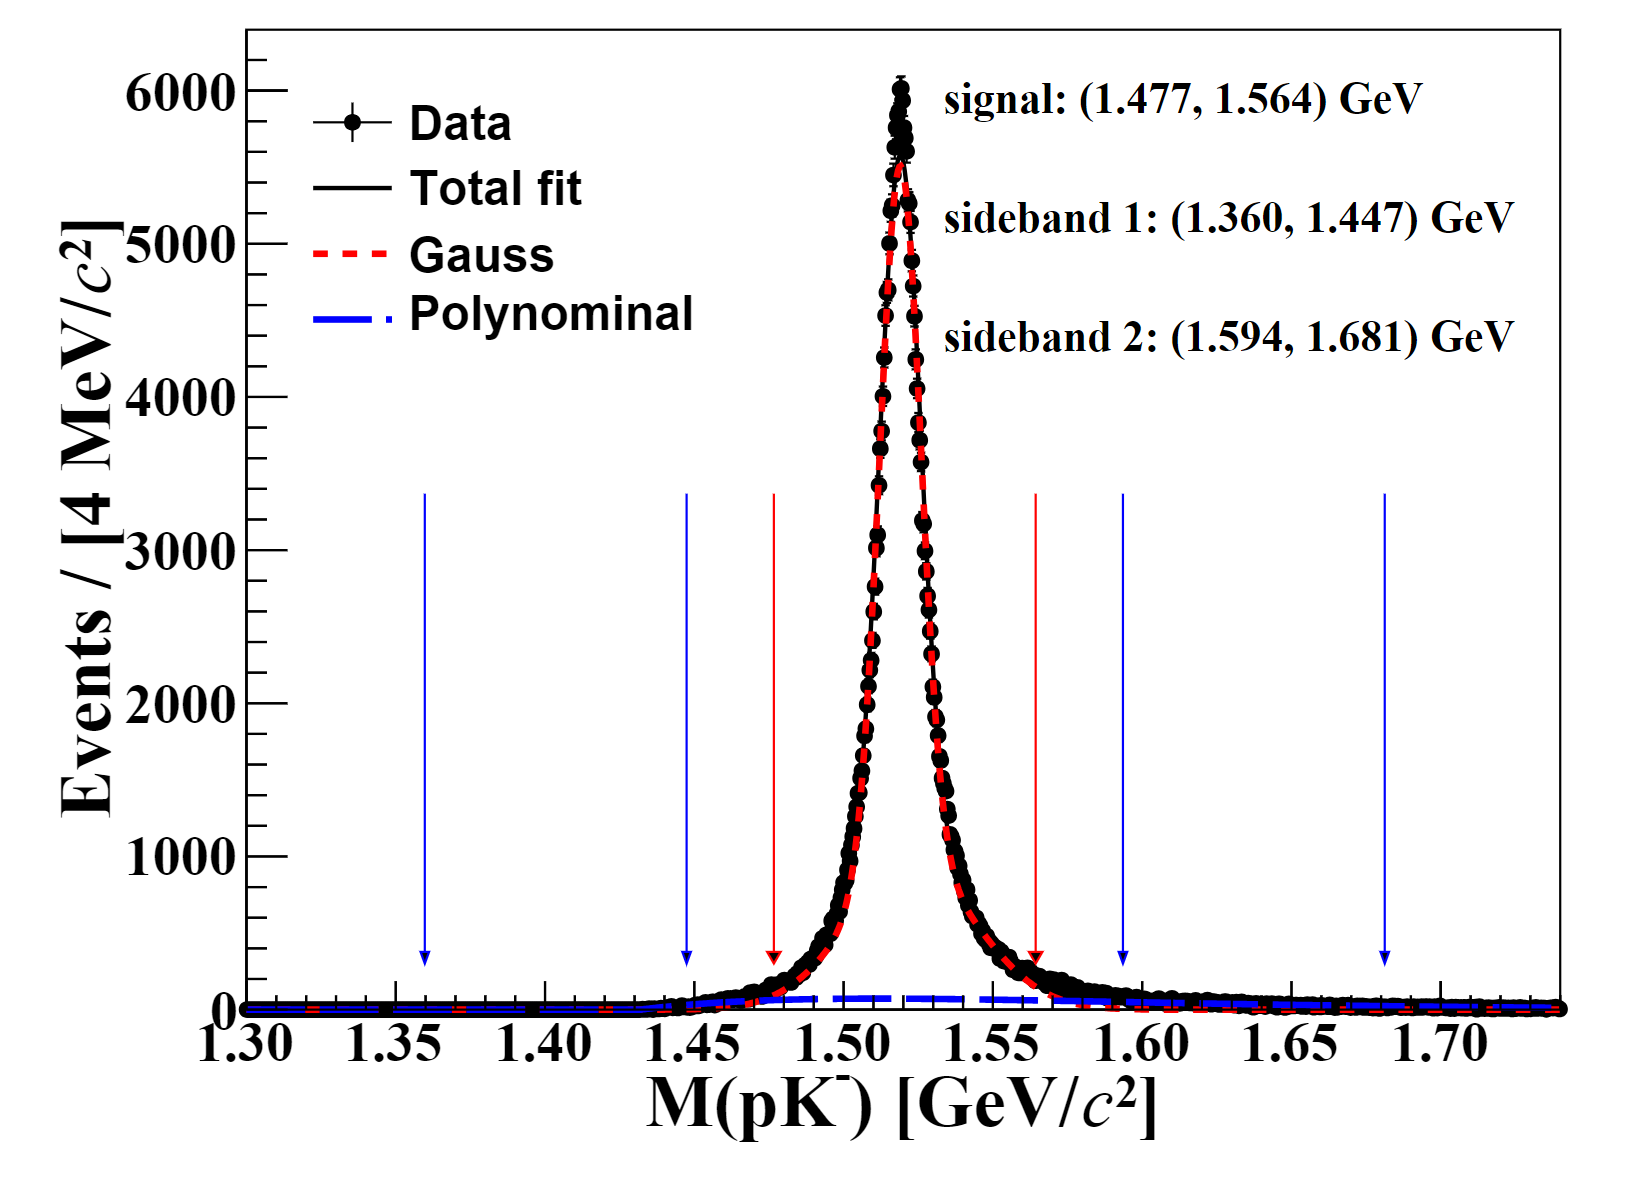 6000
5000
4000
3000
2000
1000
0
Events / [4 MeV/c²]
Data
Total fit
Gauss
Polynominal
signal: (1.477, 1.564) GeV
sideband 1: (1.360, 1.447) GeV
sideband 2: (1.594, 1.681) GeV
1.30 1.35 1.40 1.45 1.50 1.55 1.60 1.65 1.70
M(pK⁻) [GeV/c²]